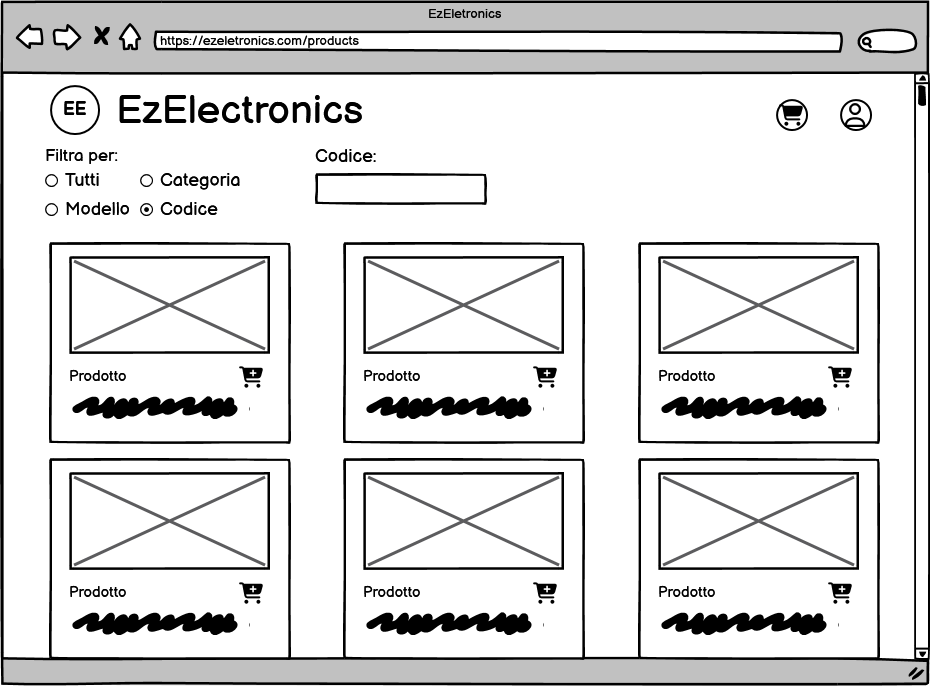 EzEletronics
https://ezeletronics.com/products
EE EzElectronics
Filtra per:
Codice:
Tutti
Categoria
Modello
Codice
Prodotto
Prodotto
Prodotto
Prodotto
Prodotto
Prodotto